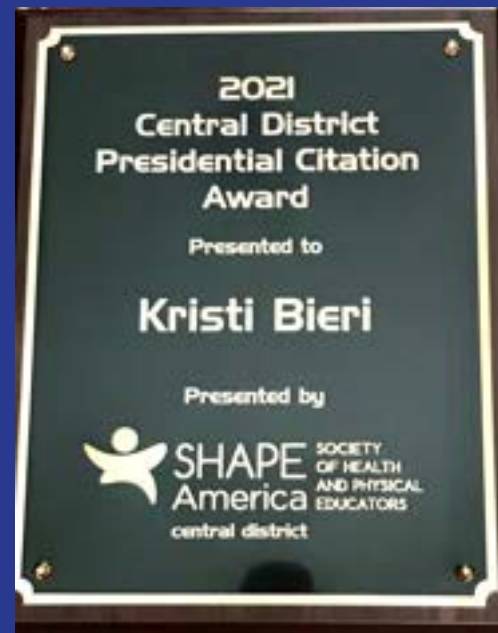 2021
Central District
Presidential Citation
Award
Presented to
Kristi Bieri
Presented by
SHAPE
America
SOCIETY
OF HEALTH
AND PHYSICAL
EDUCATORS
central district